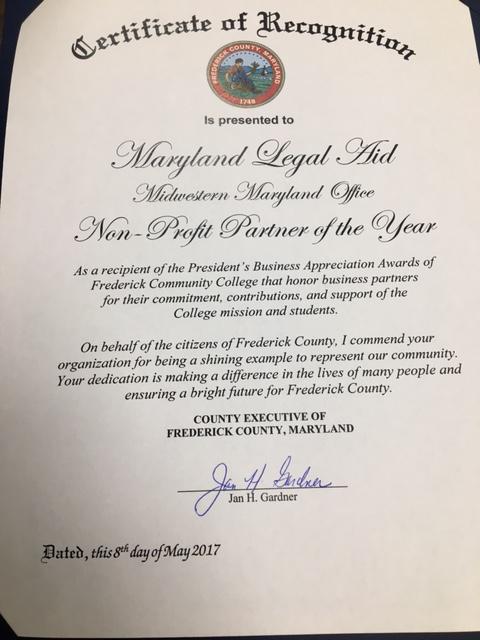 Certificate of Recognition
FREDERICK COUNTY, MARYLAND
1748
Is presented to
Maryland Legal Aid
Midwestern Maryland Office
Non-Profit Partner of the Year
As a recipient of the President's Business Appreciation Awards of
Frederick Community College that honor business partners
for their commitment, contributions, and support of the
College mission and students.
On behalf of the citizens of Frederick County, I commend your
organization for being a shining example to represent our community.
Your dedication is making a difference in the lives of many people and
ensuring a bright future for Frederick County.
COUNTY EXECUTIVE OF
FREDERICK COUNTY, MARYLAND
Jan H Gardner
Jan H. Gardner
Dated, this 8th day of May 2017